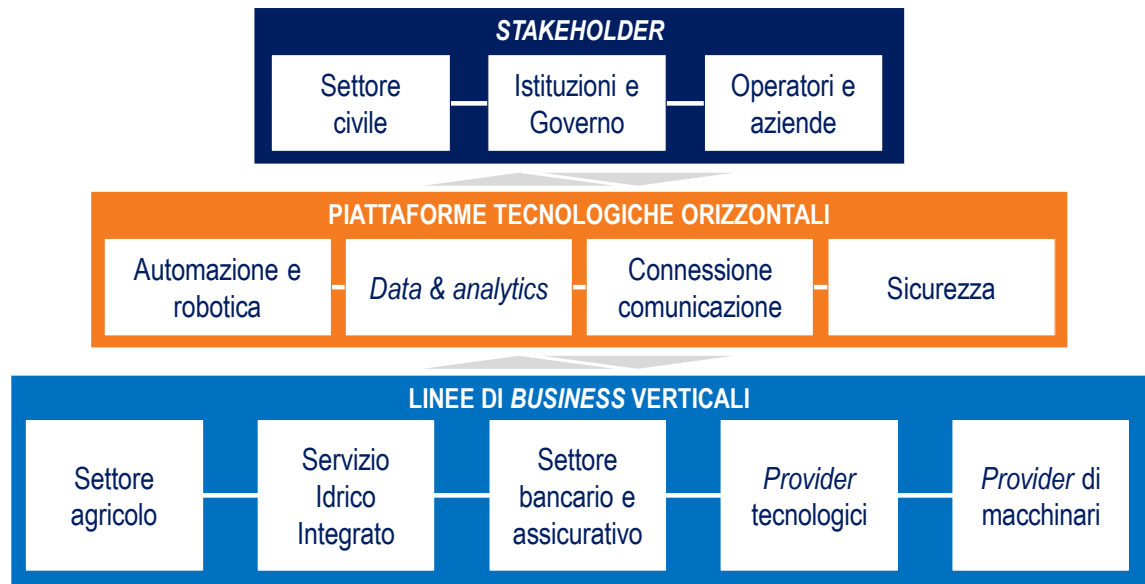 STAKEHOLDER
Settore
civile
Istituzioni e
Governo
Operatori e
aziende
PIATTAFORME TECNOLOGICHE ORIZZONTALI
Automazione e
robotica
Data & analytics
Connessione
comunicazione
Sicurezza
LINEE DI BUSINESS VERTICALI
Settore
agricolo
Servizio
Idrico
Integrato
Settore
bancario e
assicurativo
Provider
tecnologici
Provider di
macchinari